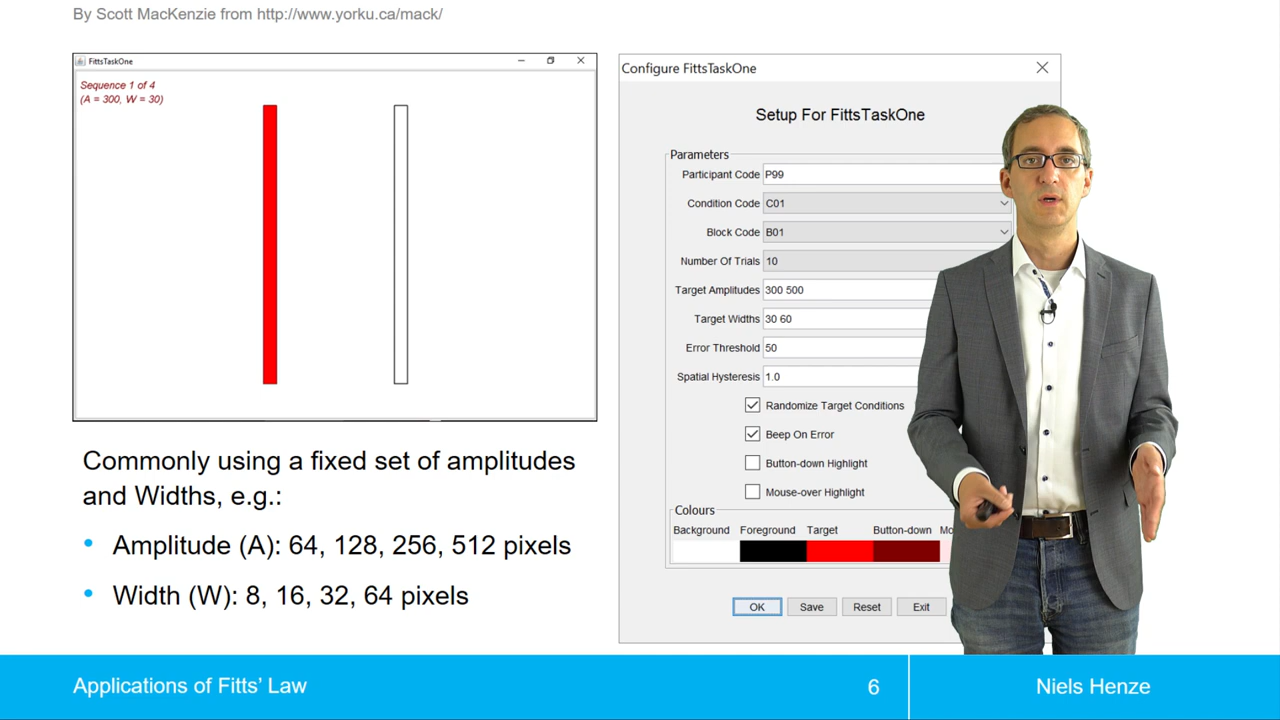 By Scott MacKenzie from http://www.yorku.ca/mack/
FittsTaskOne
Sequence 1 of 4
(A = 300, W = 30)
Configure FittsTaskOne
Setup For FittsTaskOne
Parameters
Participant Code P99
Condition Code C01
Block Code B01
Number Of Trials 10
Target Amplitudes 300 500
Target Widths 30 60
Error Threshold 50
Spatial Hysteresis 1.0
Randomize Target Conditions
Beep On Error
Button-down Highlight
Mouse-over Highlight
Colours
Background Foreground Target Button-down
OK Save Reset Exit
Commonly using a fixed set of amplitudes
and Widths, e.g.:
• Amplitude (A): 64, 128, 256, 512 pixels
• Width (W): 8, 16, 32, 64 pixels
Applications of Fitts’ Law 6 Niels Henze